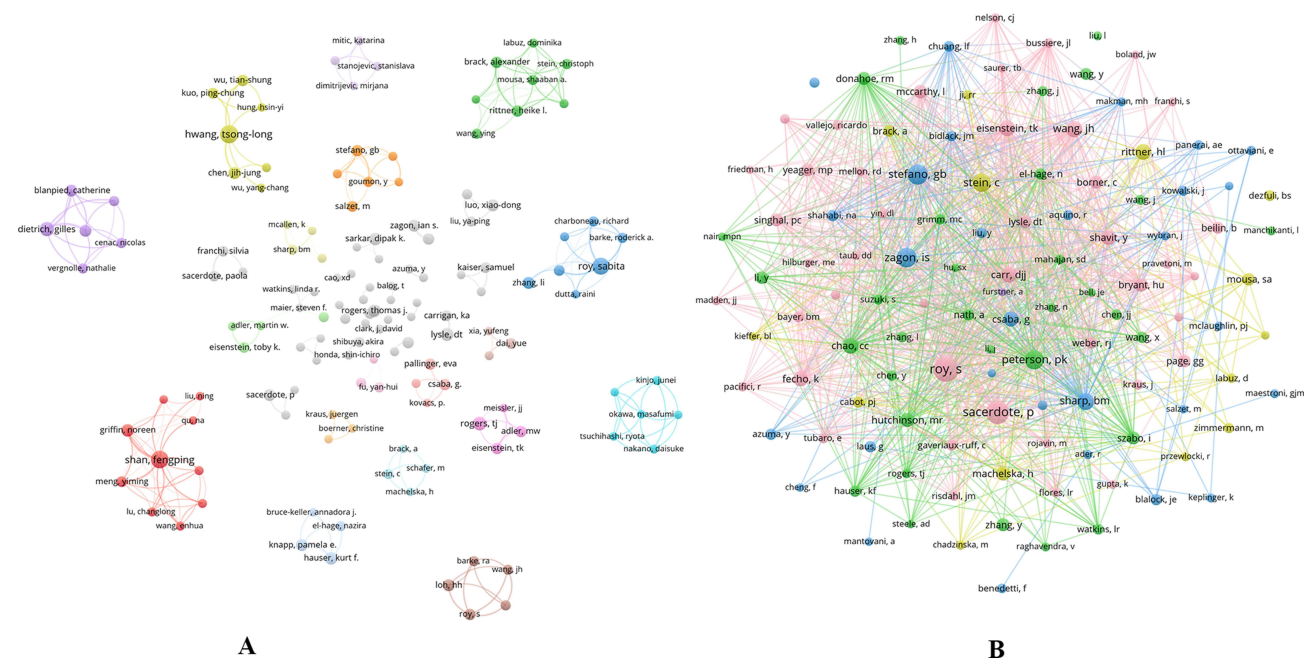 mitic, katarina
stanojevic, stanislava
dimitrijevic, mirjana
labuz, dominika
brack, alexander
stein, christoph
mousa, shaaban a.
rittner, heike l.
wang, ying
wu, tian-shung
kuo, ping-chung
hung, hsin-yi
hwang, tsong-long
chen, jih-jung
wu, yang-chang
stefano, gb
goumon, y
salzet, m
blanpied, catherine
dietrich, gilles
cenac, nicolas
vergnolle, nathalie
luo, xiao-dong
liu, ya-ping
mcallen, k
sharp, bm
zagon, ian s.
sarkar, dipak k.
charboneau, richard
barke, roderick a.
roy, sabita
zhang, li
dutta, raini
franchi, silvia
sacerdote, paola
azuma, y
kaiser, samuel
cao, xd
watkins, linda r.
balog, t
maier, steven f.
rogers, thomas j.
carrigan, ka
adler, martin w.
eisenstein, toby k.
clark, j, david
lysle, dt
xia, yufeng
dai, yue
shibuya, akira
honda, shin-ichiro
pallinger, eva
fu, yan-hui
csaba, g.
kovacs, p.
kinjo, junei
okawa, masafumi
tsuchihashi, ryota
nakano, daisuke
liu, ning
qu, na
griffin, noreen
shan, fengping
meng, yiming
lu, changlong
wang, enhua
sacerdote, p
kraus, juergen
boerner, christine
meissler, jj
rogers, tj
adler, mw
eisenstein, tk
brack, a
stein, c
schafer, m
machelska, h
bruce-keller, annadora j.
el-hage, nazira
knapp, pamela e.
hauser, kurt f.
barke, ra
wang, jh
loh, hh
roy, s
A
nelson, cj
zhang, h
chuang, lf
bussiere, jl
liu, l
boland, jw
saurer, tb
donahoe, rm
wang, y
mccarthy, l
ji, rr
zhang, j
makman, mh
franchi, s
vallejo, ricardo
brack, a
bidlack, jm
eisenstein, tk
wang, jh
panerai, ae
rittner, hl
ottaviani, e
friedman, h
yeager, mp
mellon, rd
stefano, gb
stein, c
el-hage, n
borner, c
kowalski, j
dezfuli, bs
wang, j
singhal, pc
shahabi, na
yin, dl
grimm, mc
lysle, dt
aquino, r
beilin, b
manchikanti, l
nair, mpn
liu, y
shavit, y
wybran, j
hilburger, me
taub, dd
zagon, is
mahajan, sd
pravetoni, m
li, y
hu, sx
carr, djj
bryant, hu
mousa, sa
furstner, a
bell, je
madden, jj
suzuki, s
zhang, n
bayer, bm
nath, a
csaba, g
chen, jj
mclaughlin, pj
kieffer, bl
zhang, l
wang, x
weber, rj
chao, cc
li, j
peterson, pk
page, gg
pacifici, r
fecho, k
chen, y
roy, s
kraus, j
labuz, d
maestroni, gjm
cabot, pj
sharp, bm
salzet, m
hutchinson, mr
sacerdote, p
zimmermann, m
azuma, y
tubaro, e
laus, g
gaveriaux-ruff, c
rojavin, m
szabo, i
ader, r
przewlocki, r
cheng, f
rogers, tj
machelska, h
gupta, k
hauser, kf
risdahl, jm
flores, lr
blalock, je
keplinger, k
steele, ad
zhang, y
watkins, lr
mantovani, a
chadzinska, m
raghavendra, v
benedetti, f
B